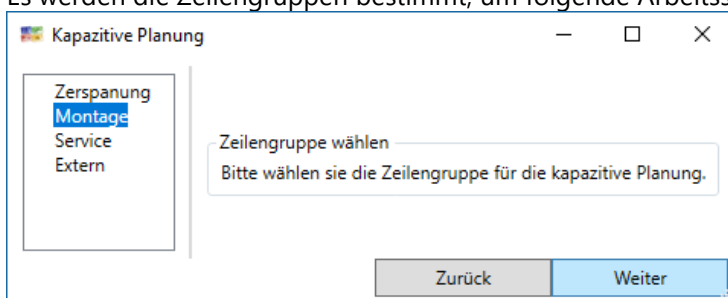 Es werden die Zeilengruppen bestimmt, um folgende
Kapazitive Planung
Zerspanung
Montage
Service
Extern
Zeilengruppe wählen
Bitte wählen sie die Zeilengruppe für die kapazitive Planung.
Zurück
Weiter